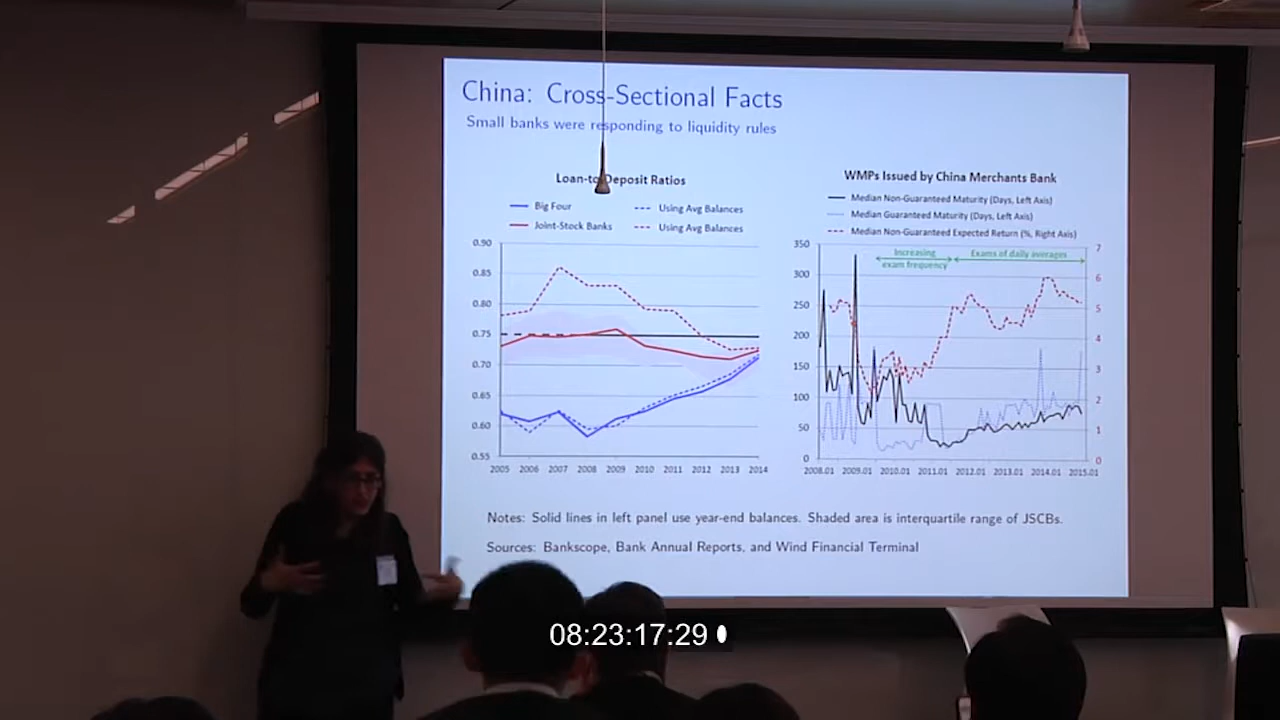 China: Cross-Sectional Facts
Small banks were responding to liquidity rules
Loan-to Deposit Ratios
Big Four
Using Avg Balances
Joint-Stock Banks
Using Avg Balances
0.90
0.85
0.80
0.75
0.70
0.65
0.60
0.55
2005 2006 2007 2008 2009 2010 2011 2012 2013 2014
WMPs Issued by China Merchants Bank
Median Non-Guaranteed Maturity (Days, Left Axis)
Median Guaranteed Maturity (Days, Left Axis)
Median Non-Guaranteed Expected Return (%, Right Axis)
Increasing
exam frequency
Exams of daily averages
350
300
250
200
150
100
50
0
7
6
5
4
3
2
1
0
2008.01 2009.01 2010.01 2011.01 2012.01 2013.01 2014.01 2015.01
Notes: Solid lines in left panel use year-end balances. Shaded area is interquartile range of JSCBs.
Sources: Bankscope, Bank Annual Reports, and Wind Financial Terminal
08:23:17:29